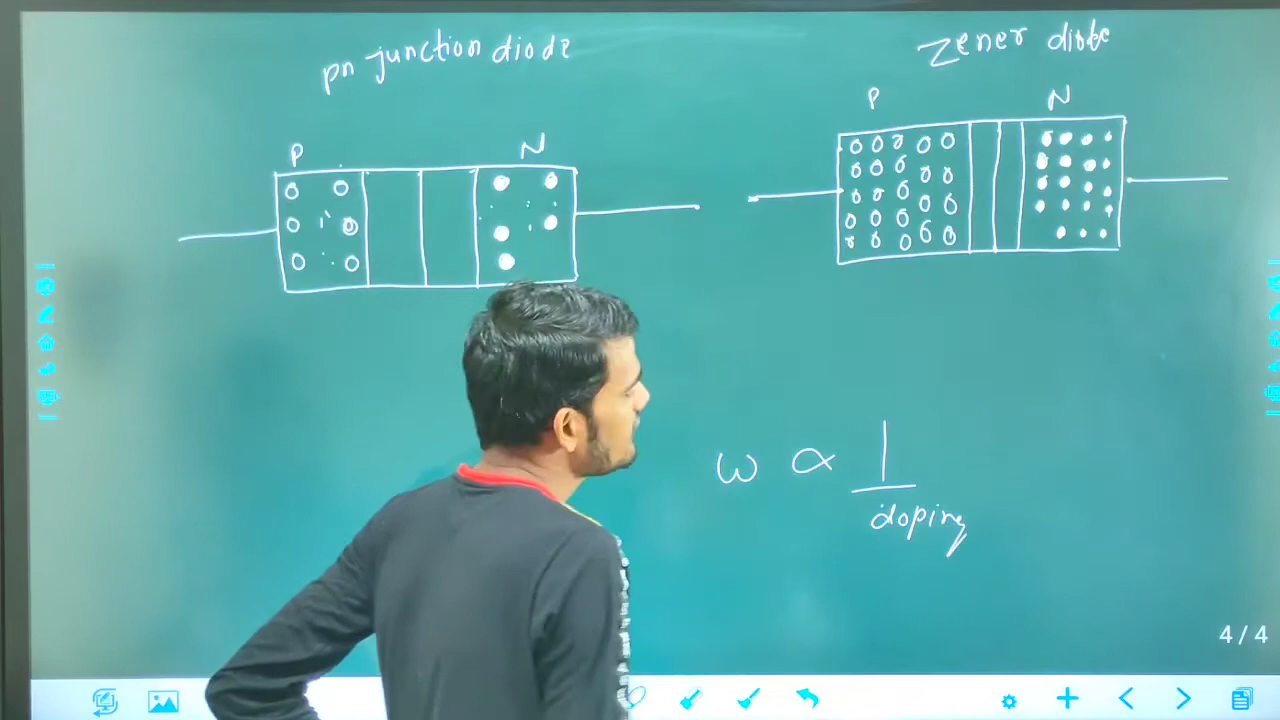 pn junction diode
P
N
zener diode
P
N
ω ∝ 1
doping
4 / 4